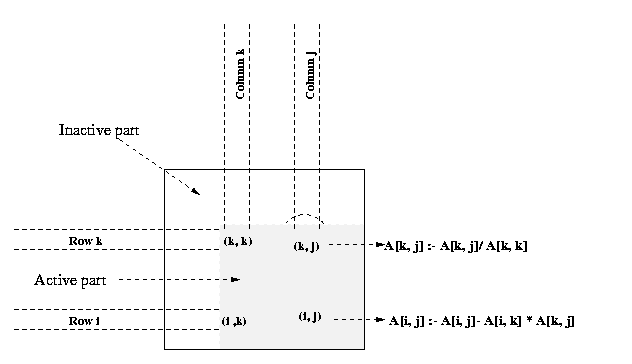 Column k
Column j
Inactive part
Row k
(k, k)
(k, j)
A[k, j] :- A[k, j]/ A[k, k]
Active part
Row i
(i ,k)
(i, j)
A[i, j] :- A[i, j]- A[i, k] * A[k, j]